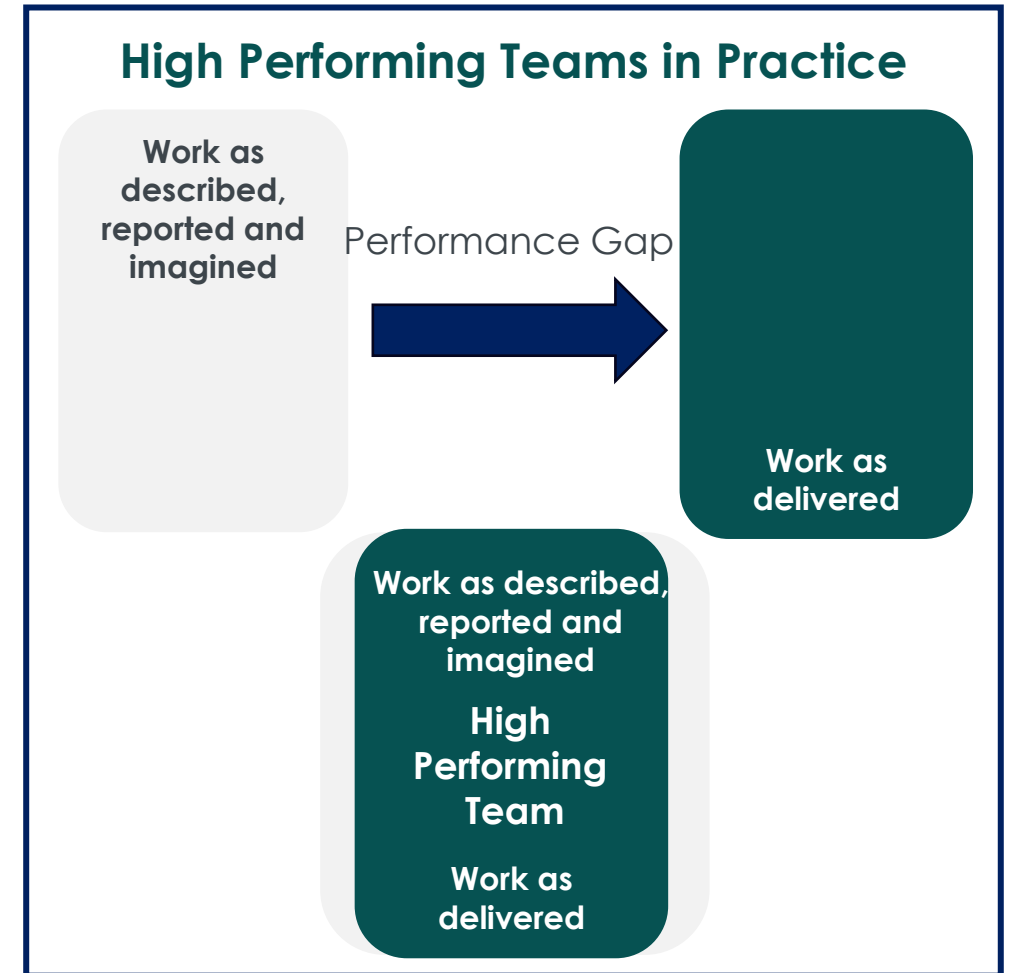 High Performing Teams in Practice
Work as
described,
reported and
imagined
Performance Gap
Work as
delivered
Work as described,
reported and
imagined
High
Performing
Team
Work as
delivered